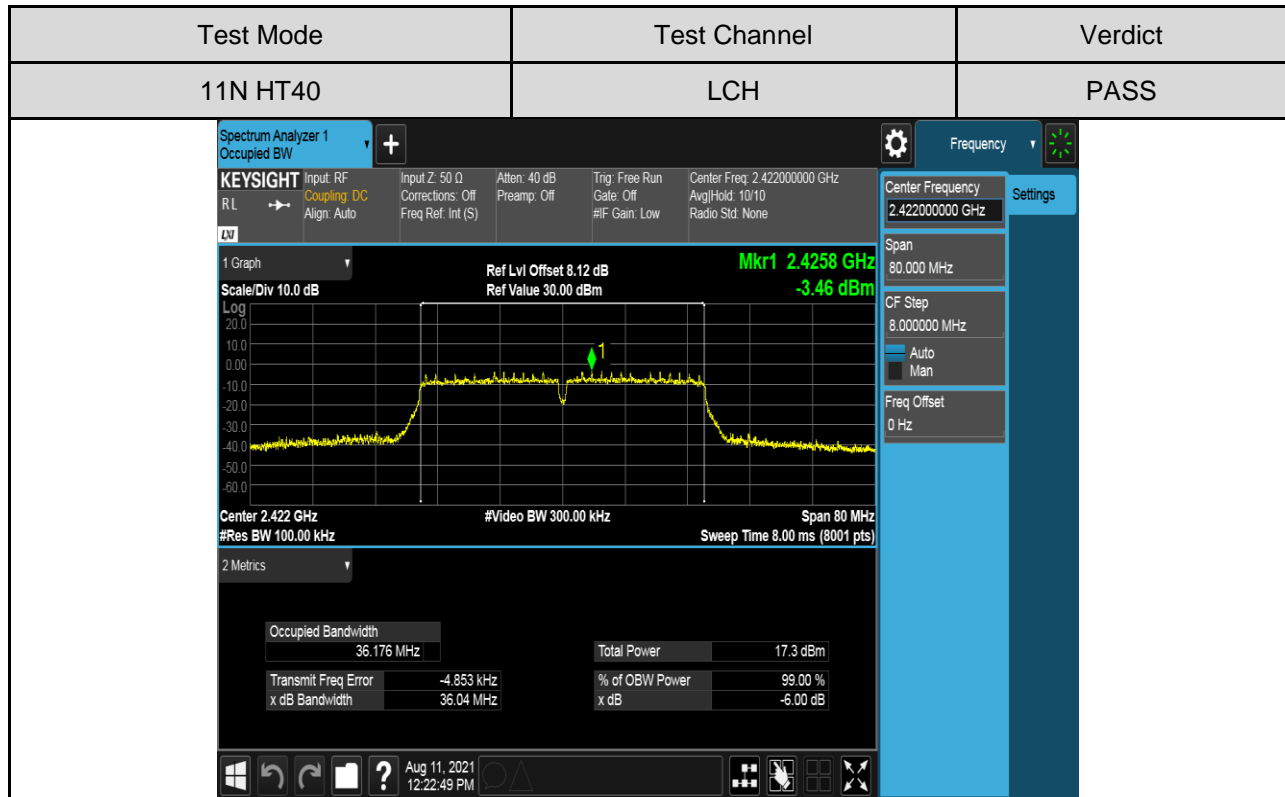 Test Mode Test Channel Verdict
11N HT40 LCH PASS
Spectrum Analyzer 1
Occupied BW
+
Frequency
KEYSIGHT Input: RF Input Z: 50 Ω Atten: 40 dB Trig: Free Run Center Freq: 2.422000000 GHz
RL Coupling: DC Corrections: Off Preamp: Off Gate: Off Avg|Hold: 10/10
Align: Auto Freq Ref: Int (S) #IF Gain: Low Radio Std: None
LXI
Center Frequency
2.422000000 GHz
Settings
Span
80.000 MHz
CF Step
8.000000 MHz
Auto
Man
Freq Offset
0 Hz
1 Graph Ref Lvl Offset 8.12 dB Mkr1 2.4258 GHz
Scale/Div 10.0 dB Ref Value 30.00 dBm -3.46 dBm
Log
20.0
10.0
0.00
-10.0
-20.0
-30.0
-40.0
-50.0
-60.0
1
Center 2.422 GHz #Video BW 300.00 kHz Span 80 MHz
#Res BW 100.00 kHz Sweep Time 8.00 ms (8001 pts)
2 Metrics
Occupied Bandwidth
36.176 MHz Total Power 17.3 dBm
Transmit Freq Error -4.853 kHz % of OBW Power 99.00 %
x dB Bandwidth 36.04 MHz x dB -6.00 dB
? Aug 11, 2021
12:22:49 PM